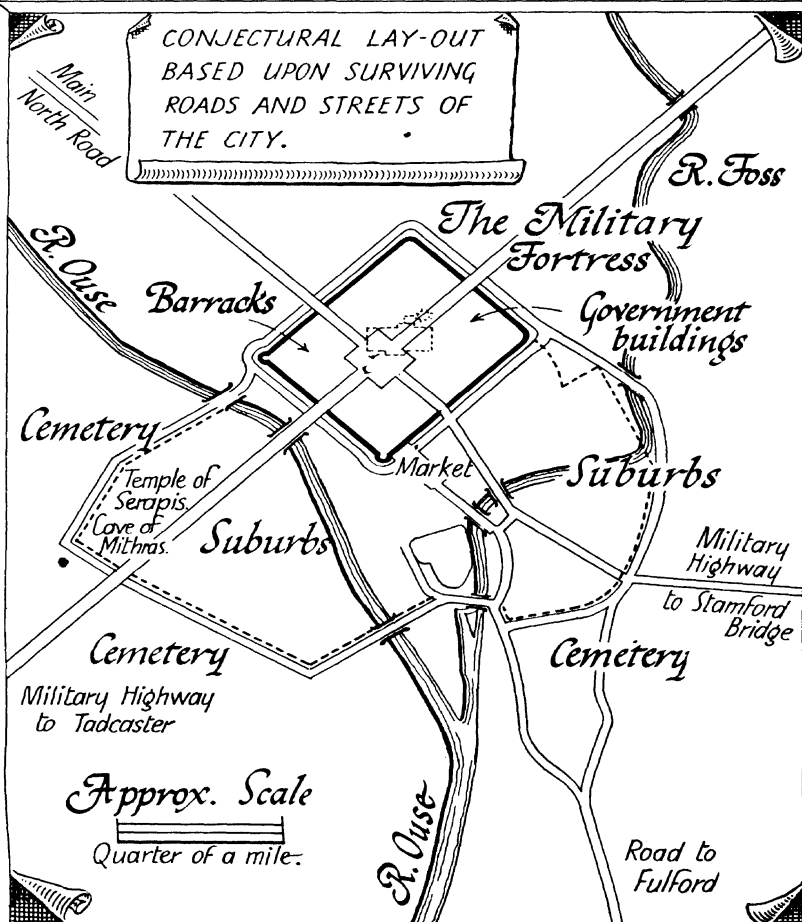 CONJECTURAL LAY-OUT
BASED UPON SURVIVING
ROADS AND STREETS OF
THE CITY.
Main
North Road
R. Foss
The Military
Fortress
R. Ouse
Barracks
Government
buildings
Cemetery
Market
Suburbs
Temple of
Serapis.
Cave of
Mithras.
Suburbs
Military
Highway
to Stamford
Bridge
Cemetery
Cemetery
Military Highway
to Tadcaster
Approx. Scale
Quarter of a mile.
R. Ouse
Road to
Fulford